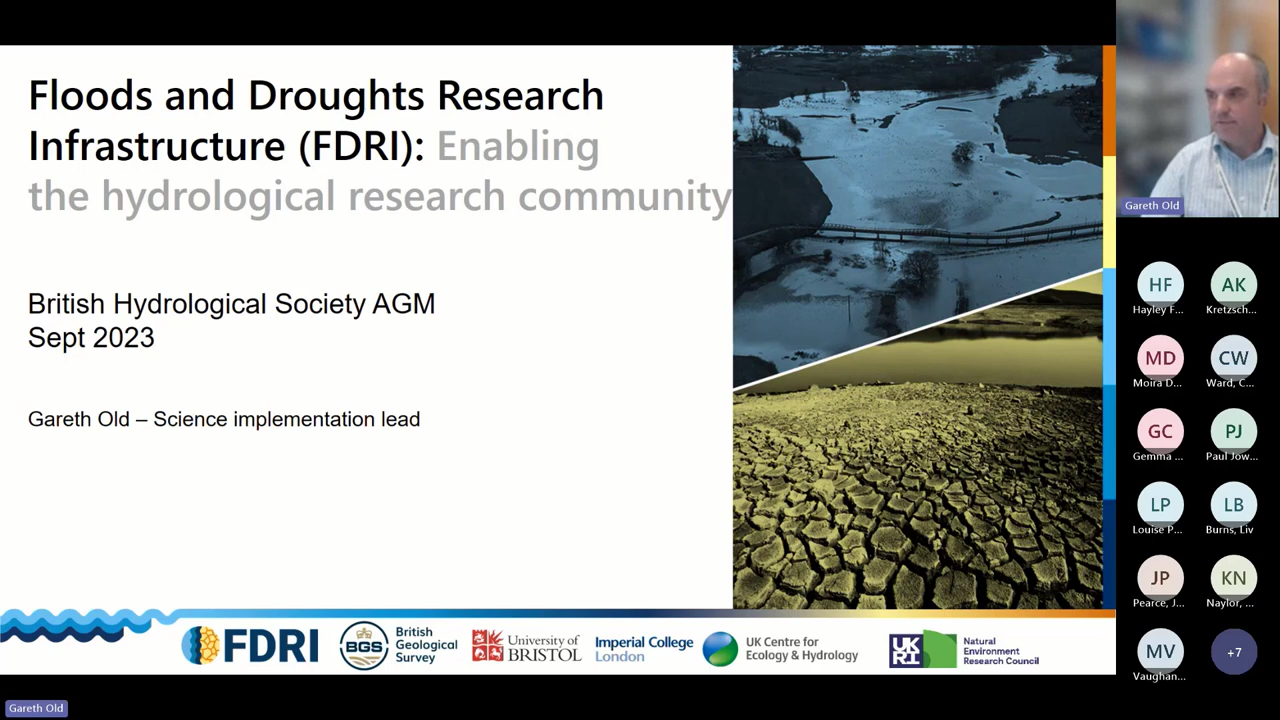 Floods and Droughts Research
Infrastructure (FDRI): Enabling
the hydrological research community
British Hydrological Society AGM
Sept 2023
Gareth Old – Science implementation lead
FDRI
BGS
British
Geological
Survey
University of
BRISTOL
Imperial College
London
UK Centre for
Ecology & Hydrology
UK
RI
Natural
Environment
Research Council
Gareth Old
HF
Hayley F...
AK
Kretzsch...
MD
Moira D...
CW
Ward, C...
GC
Gemma ...
PJ
Paul Jow...
LP
Louise P...
LB
Burns, Liv
JP
Pearce, J...
KN
Naylor, ...
MV
Vaughan...
+7
Gareth Old